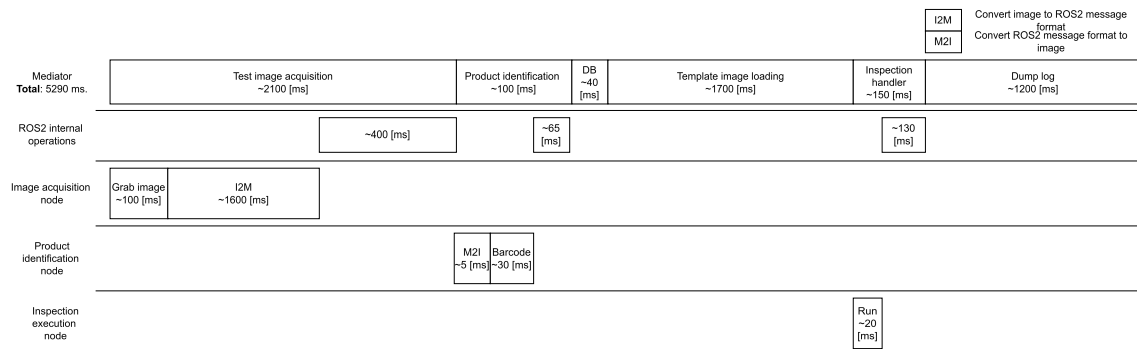 I2M
Convert image to ROS2 message
format
M2I
Convert ROS2 message format to
image
Mediator
Total: 5290 ms.
Test image acquisition
~2100 [ms]
Product identification
~100 [ms]
DB
~40
[ms]
Template image loading
~1700 [ms]
Inspection
handler
~150 [ms]
Dump log
~1200 [ms]
ROS2 internal
operations
~400 [ms]
~65
[ms]
~130
[ms]
Image acquisition
node
Grab image
~100 [ms]
I2M
~1600 [ms]
Product
identification
node
M2I
~5 [ms]
Barcode
~30 [ms]
Inspection
execution
node
Run
~20
[ms]